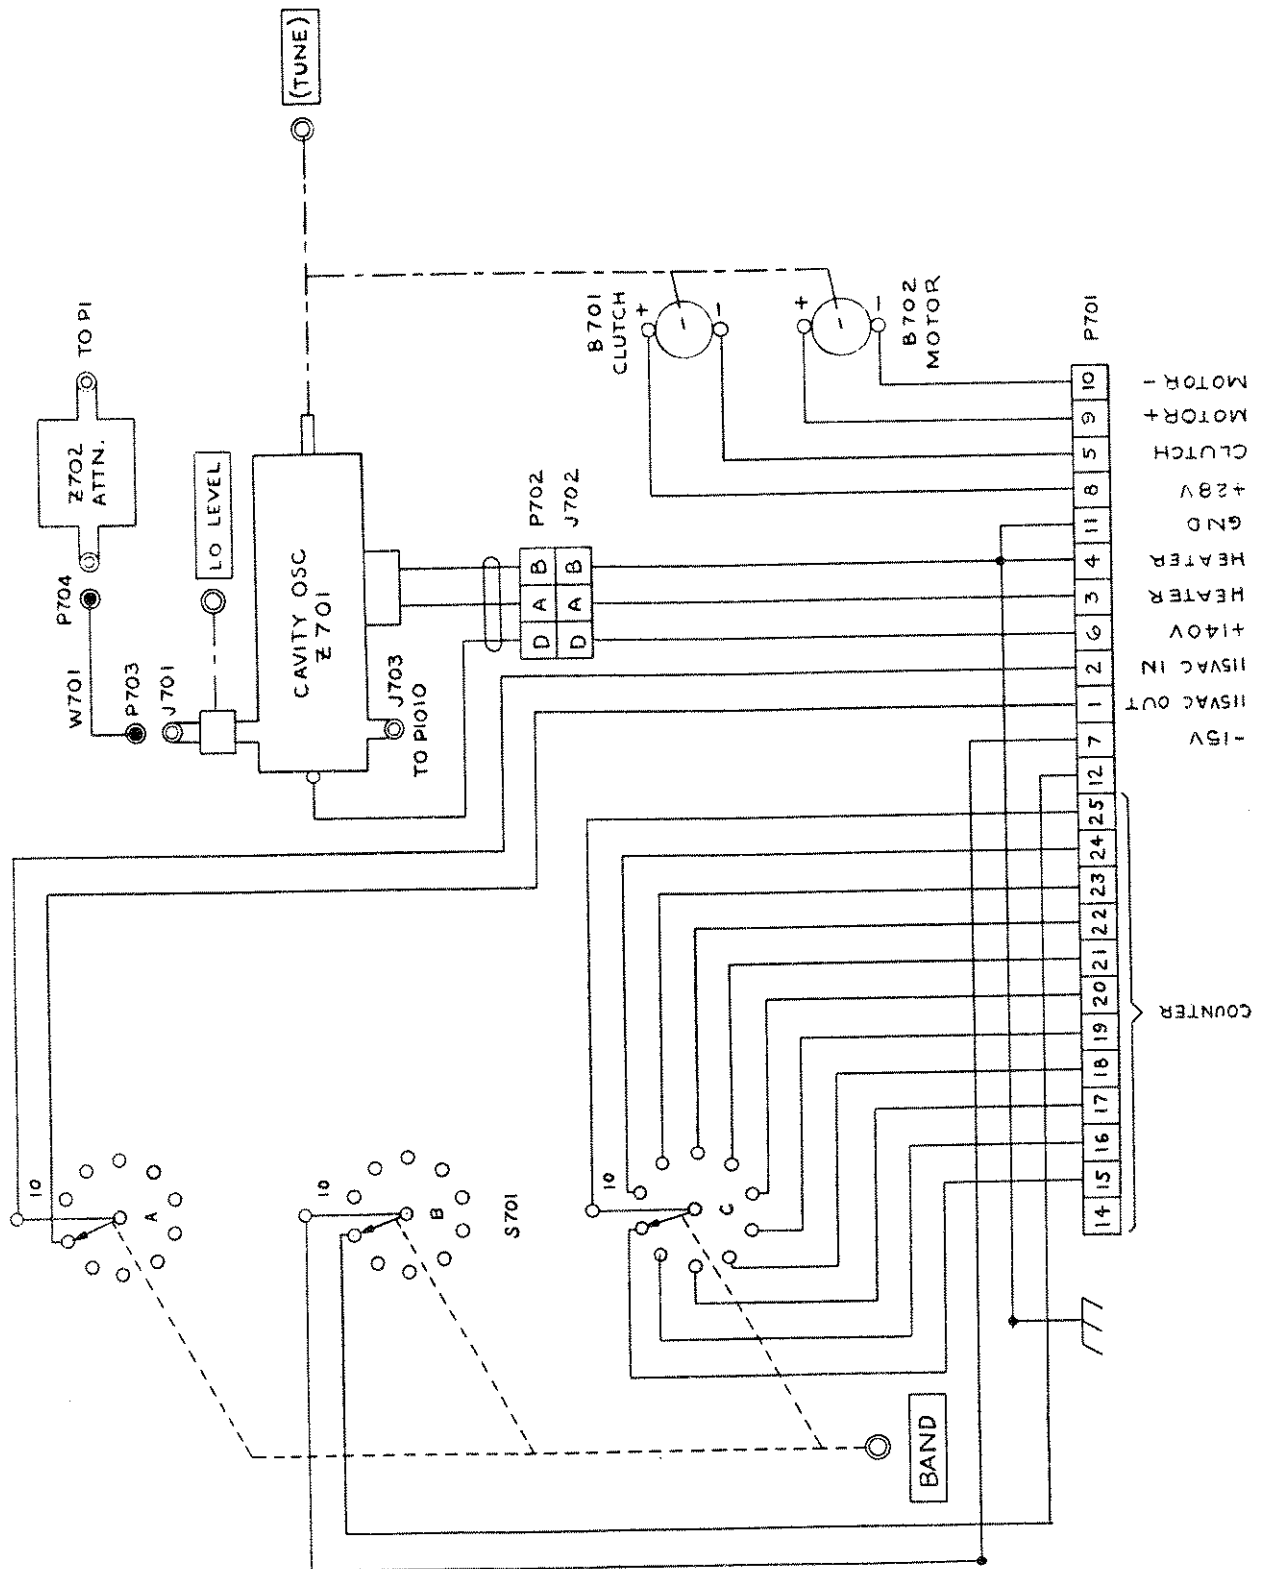 (TUNE)
TO P1
Z702
ATTN.
P704
W701
P703
J701
LO LEVEL
CAVITY OSC
Z701
J703
TO P1010
B701
CLUTCH
+
-
-
+
-
-
B702
MOTOR
P702
J702
D A B
D A B
P701
10 9 5 8 11 4 3 6 2 1 7 12 25 24 23 22 21 20 19 18 17 16 15 14
MOTOR -
MOTOR +
CLUTCH
+28V
GND
HEATER
HEATER
+140V
115VAC IN
115VAC OUT
-15V
COUNTER
10
A
10
B
S701
10
C
BAND